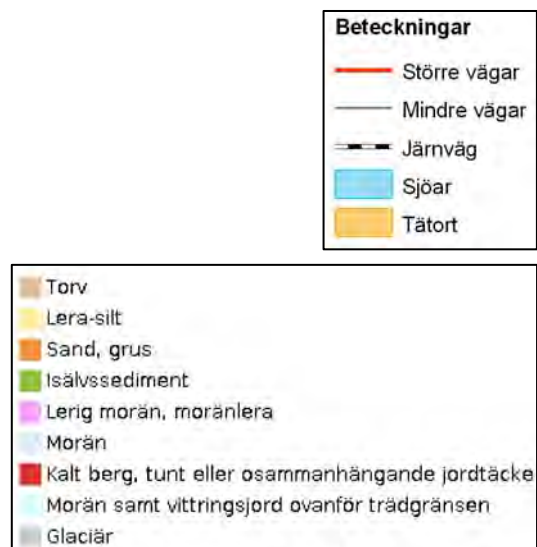 Beteckningar
Större vägar
Mindre vägar
Järnväg
Sjöar
Tätort
Torv
Lera-silt
Sand, grus
Isälvssediment
Lerig morän, moränlera
Morän
Kalt berg, tunt eller osammanhängande jordtäcke
Morän samt vittringsjord ovanför trädgränsen
Glaciär